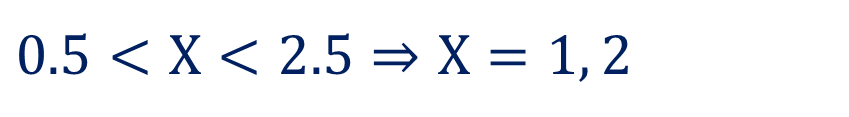 0.5 < X < 2.5 ⇒ X = 1, 2